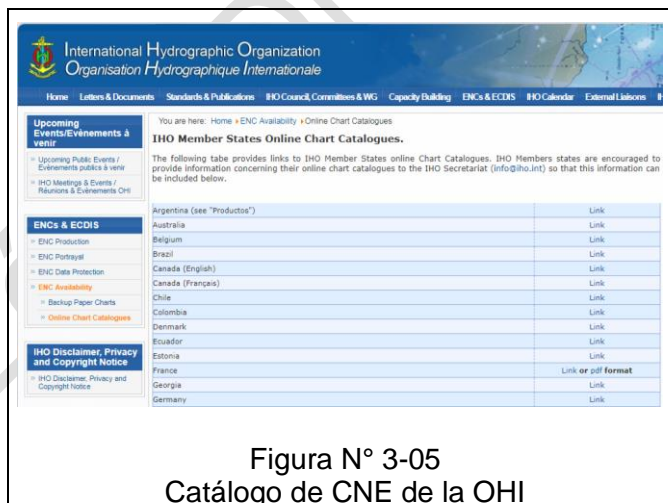 International Hydrographic Organization
Organisation Hydrographique Internationale
Home Letters & Documents Standards & Publications IHO Council, Committees & WG Capacity Building ENCs & ECDIS IHO Calendar External Liaisons
Upcoming
Events/Evènements à
venir
» Upcoming Public Events /
Evènements publics à venir
» IHO Meetings & Events /
Réunions & Evènements OHI
ENCs & ECDIS
» ENC Production
» ENC Portrayal
» ENC Data Protection
» ENC Availability
» Backup Paper Charts
» Online Chart Catalogues
IHO Disclaimer, Privacy
and Copyright Notice
» IHO Disclaimer, Privacy and
Copyright Notice
You are here: Home › ENC Availability › Online Chart Catalogues
IHO Member States Online Chart Catalogues.
The following tabe provides links to IHO Member States online Chart Catalogues. IHO Members states are encouraged to
provide information concerning their online chart catalogues to the IHO Secretariat (info@iho.int) so that this information can
be included below.
Argentina (see "Productos") Link
Australia Link
Belgium Link
Brazil Link
Canada (English) Link
Canada (Français) Link
Chile Link
Colombia Link
Denmark Link
Ecuador Link
Estonia Link
France Link or pdf format
Georgia Link
Germany Link
Figura N° 3-05
Catálogo de CNE de la OHI